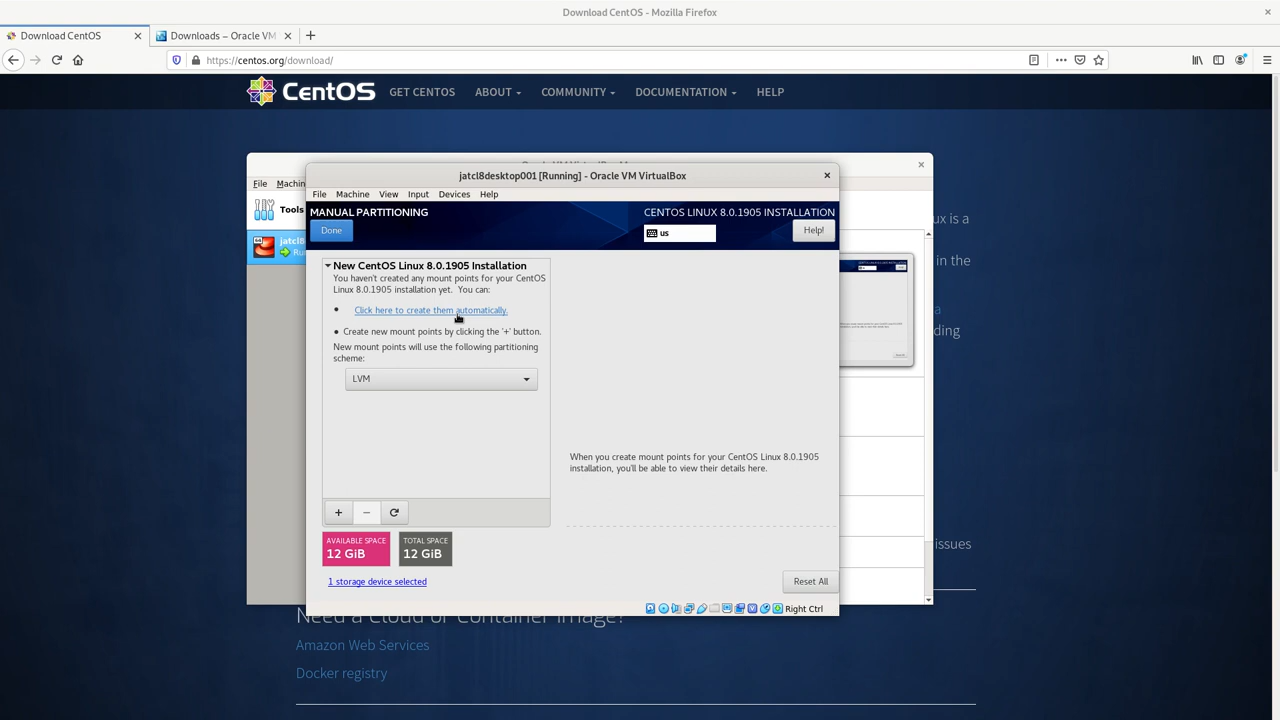 Download CentOS - Mozilla Firefox
Download CentOS
Downloads – Oracle VM
https://centos.org/download/
CentOS
GET CENTOS
ABOUT
COMMUNITY
DOCUMENTATION
HELP
File
Machin
Tools
jatcl8
Ru
jatcl8desktop001 [Running] - Oracle VM VirtualBox
File
Machine
View
Input
Devices
Help
MANUAL PARTITIONING
CENTOS LINUX 8.0.1905 INSTALLATION
Done
us
Help!
New CentOS Linux 8.0.1905 Installation
You haven't created any mount points for your CentOS
Linux 8.0.1905 installation yet. You can:
• Click here to create them automatically.
• Create new mount points by clicking the '+' button.
New mount points will use the following partitioning
scheme:
LVM
When you create mount points for your CentOS Linux 8.0.1905
installation, you'll be able to view their details here.
+
−
AVAILABLE SPACE
12 GiB
TOTAL SPACE
12 GiB
1 storage device selected
Reset All
Right Ctrl
ux is a
in the
a
ding
issues
Need a Cloud or Container Image?
Amazon Web Services
Docker registry